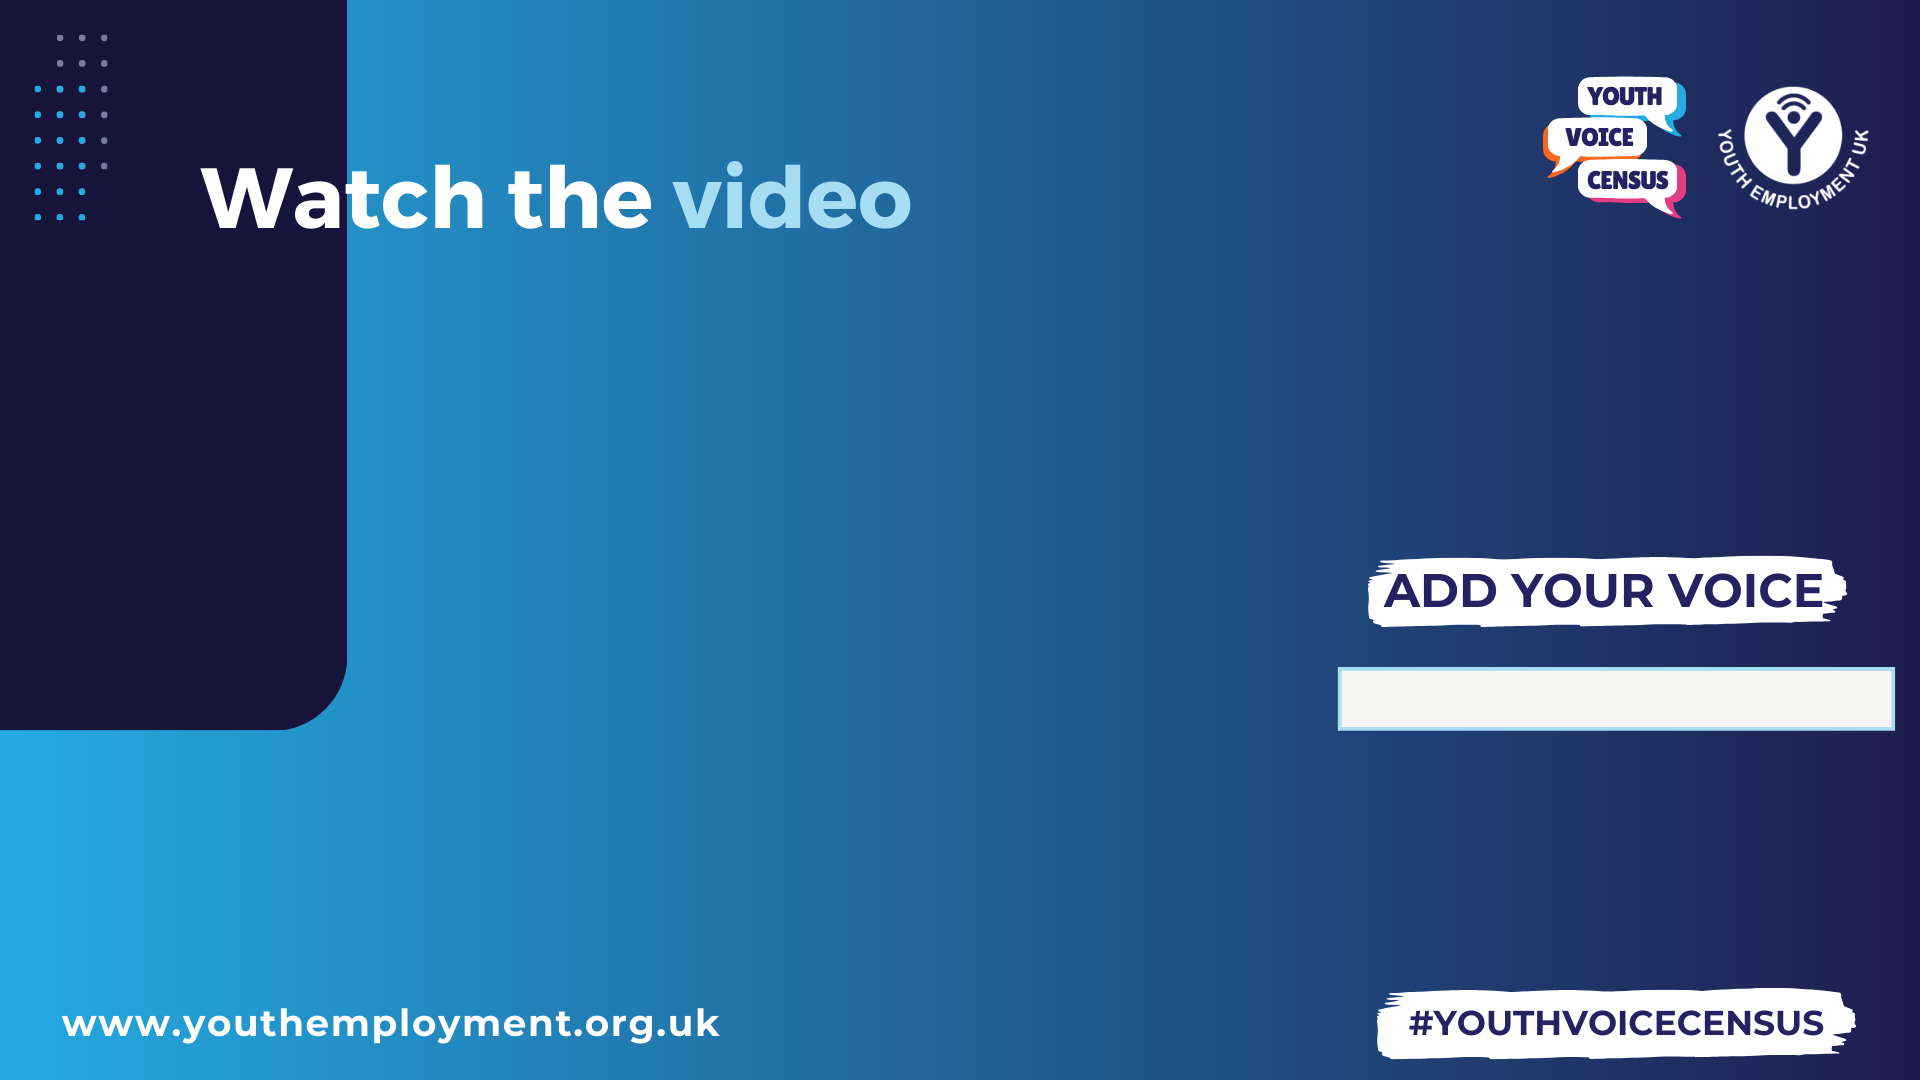 YOUTH
VOICE
CENSUS
YOUTH EMPLOYMENT UK
Watch the video
ADD YOUR VOICE
www.youthemployment.org.uk
#YOUTHVOICECENSUS